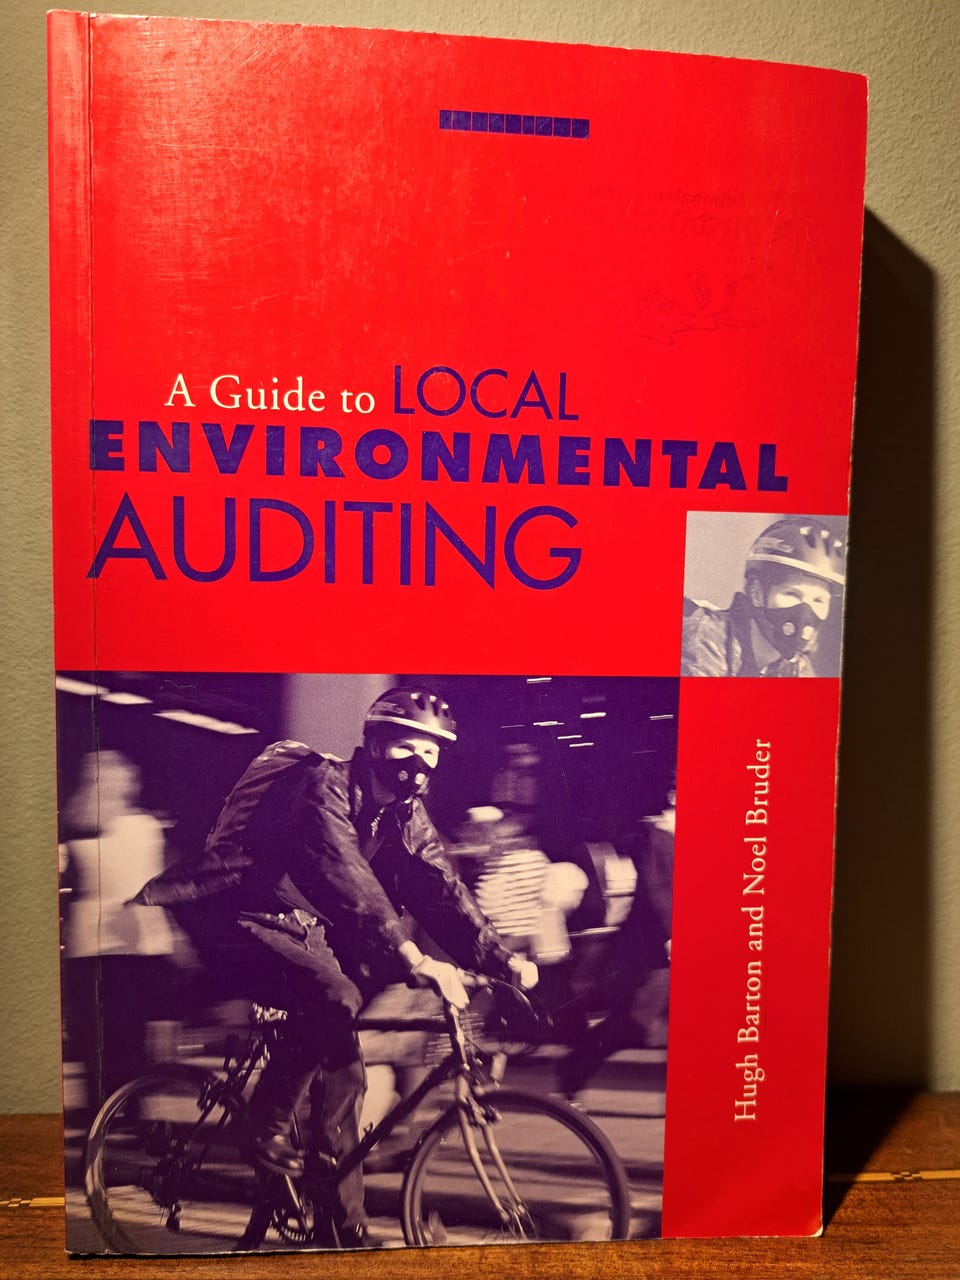 A Guide to LOCAL
ENVIRONMENTAL
AUDITING
Hugh Barton and Noel Bruder